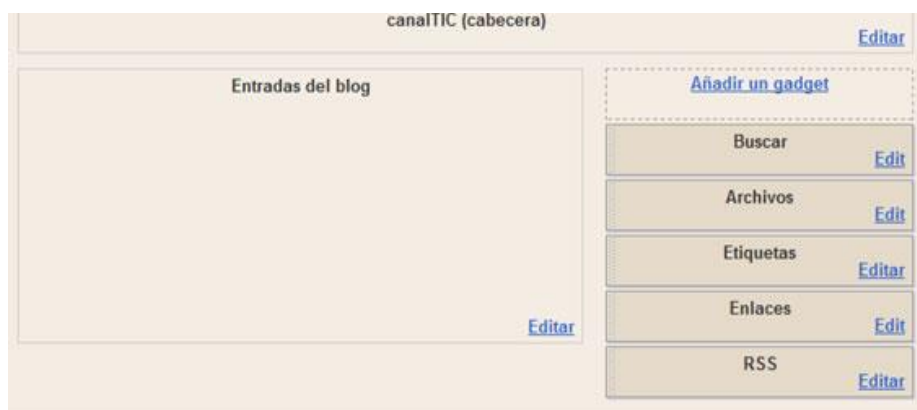 canalTIC (cabecera)
Editar
Entradas del blog
Editar
Añadir un gadget
Buscar
Edit
Archivos
Edit
Etiquetas
Editar
Enlaces
Edit
RSS
Editar